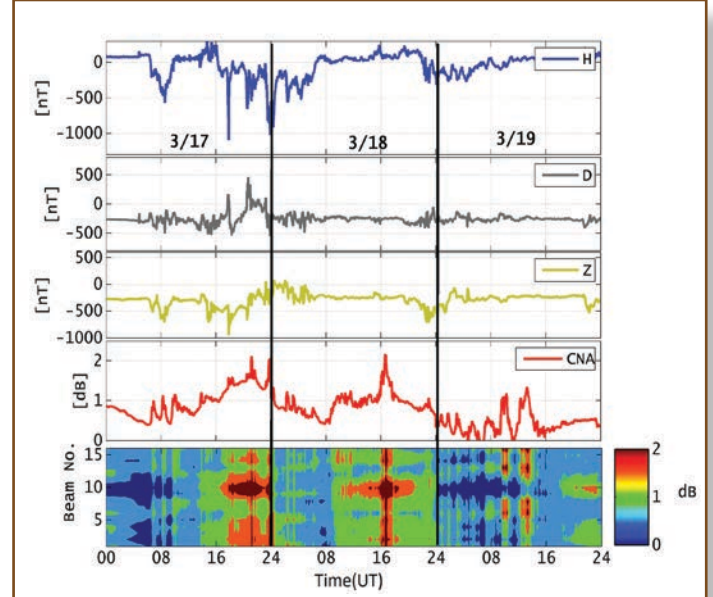 0
-500
-1000
[nT]
H
3/17
3/18
3/19
500
0
-500
[nT]
D
500
0
-500
-1000
[nT]
Z
2
1
0
[dB]
CNA
15
10
5
Beam No.
2
1
0
dB
00 08 16 24 08 16 24 08 16 24
Time(UT)